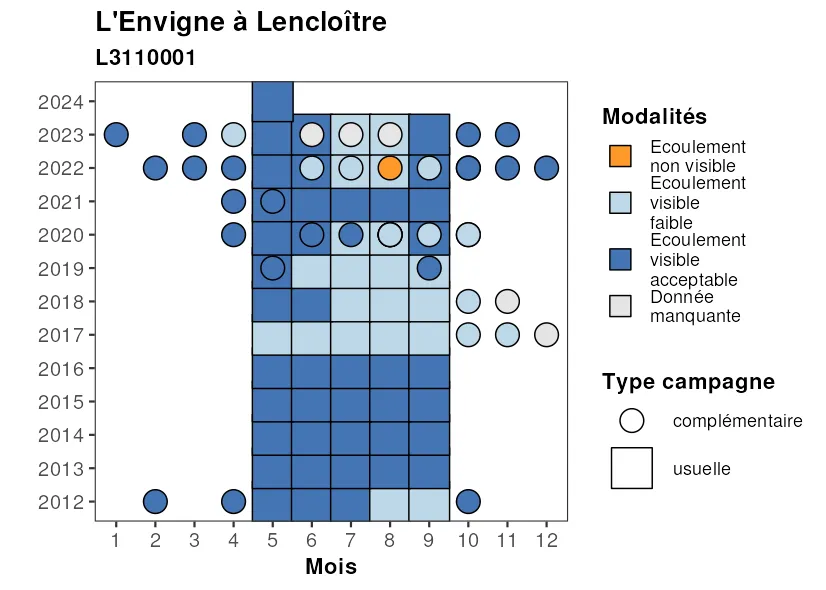 L'Envigne à Lencloître
L3110001
2024
2023
2022
2021
2020
2019
2018
2017
2016
2015
2014
2013
2012
1 2 3 4 5 6 7 8 9 10 11 12
Mois
Modalités
Ecoulement
non visible
Ecoulement
visible
faible
Ecoulement
visible
acceptable
Donnée
manquante
Type campagne
complémentaire
usuelle